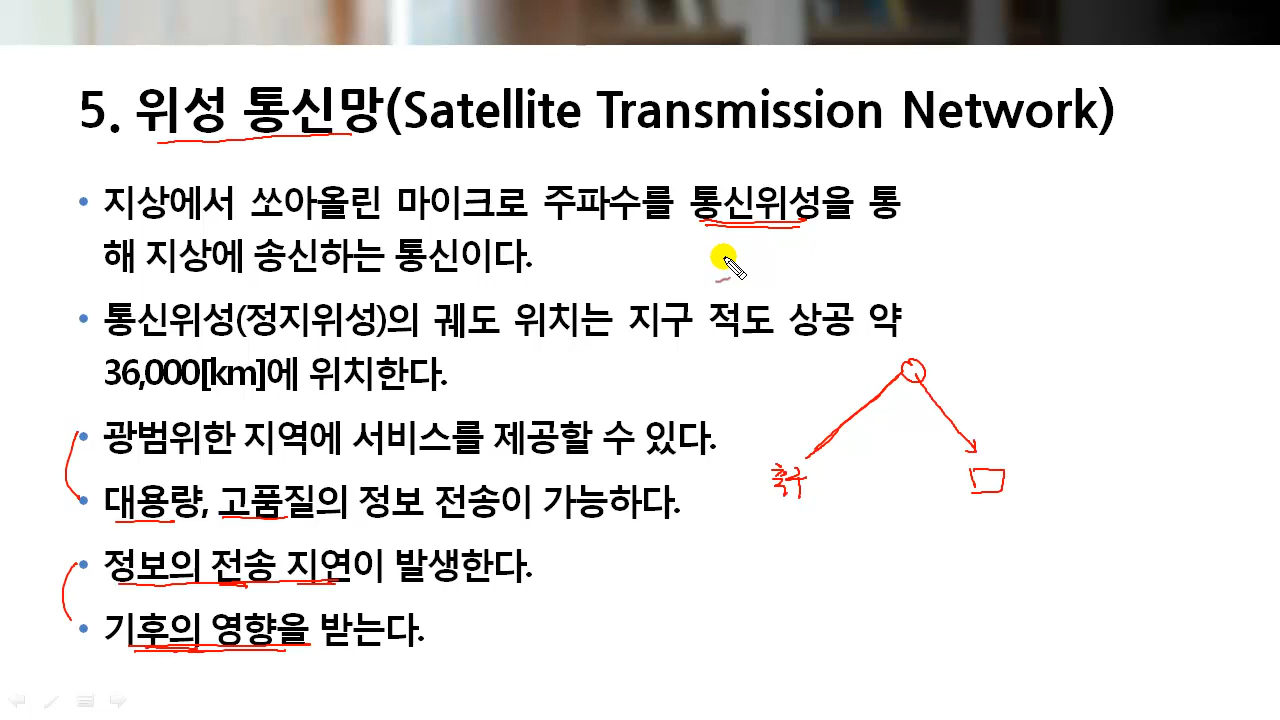 5. 위성 통신망(Satellite Transmission Network)
• 지상에서 쏘아올린 마이크로 주파수를 통신위성을 통
해 지상에 송신하는 통신이다.
• 통신위성(정지위성)의 궤도 위치는 지구 적도 상공 약
36,000[km]에 위치한다.
• 광범위한 지역에 서비스를 제공할 수 있다.
• 대용량, 고품질의 정보 전송이 가능하다.
축구
• 정보의 전송 지연이 발생한다.
• 기후의 영향을 받는다.